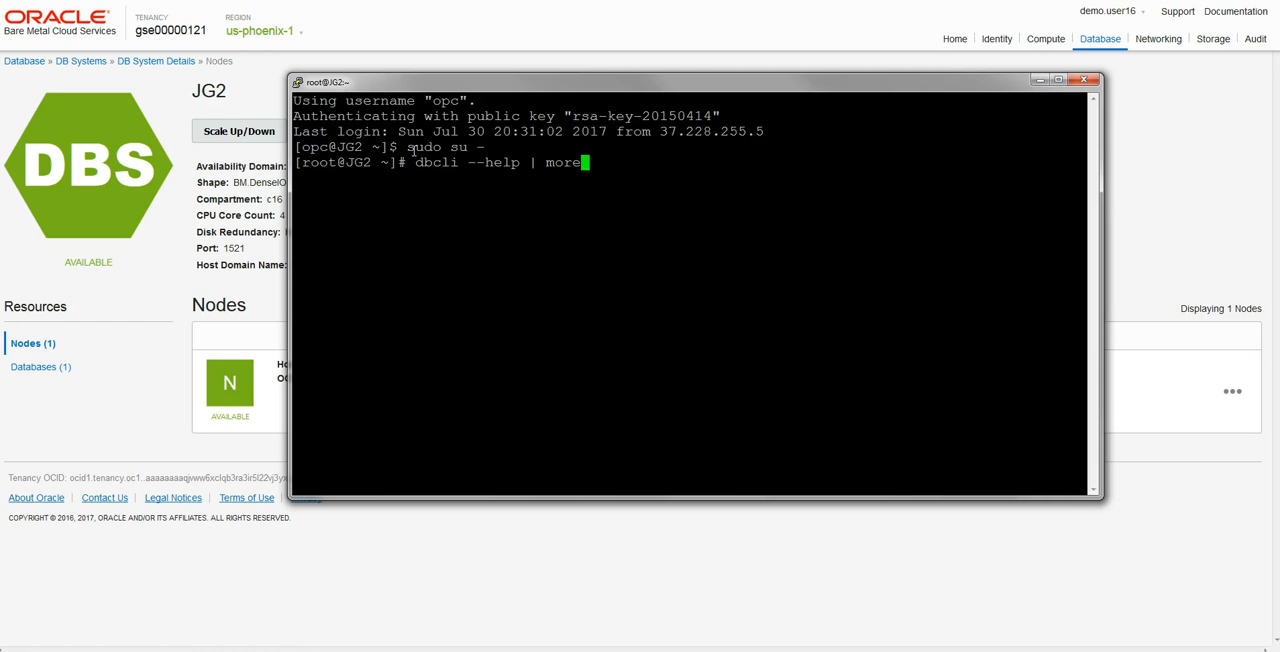 ORACLE
Bare Metal Cloud Services
TENANCY
gse00000121
REGION
us-phoenix-1
demo.user16
Support
Documentation
Home
Identity
Compute
Database
Networking
Storage
Audit
Database » DB Systems » DB System Details » Nodes
DBS
AVAILABLE
JG2
Scale Up/Down
Availability Domain:
Shape: BM.DenseIO
Compartment: c16
CPU Core Count: 4
Disk Redundancy:
Port: 1521
Host Domain Name:
root@JG2:~
Using username "opc".
Authenticating with public key "rsa-key-20150414"
Last login: Sun Jul 30 20:31:02 2017 from 37.228.255.5
[opc@JG2 ~]$ sudo su -
[root@JG2 ~]# dbcli --help | more
Resources
Nodes (1)
Databases (1)
Nodes
Displaying 1 Nodes
N
AVAILABLE
Ho
OC
•••
Tenancy OCID:
About Oracle
Contact Us
Legal Notices
Terms of Use
COPYRIGHT © 2016, 2017, ORACLE AND/OR ITS AFFILIATES. ALL RIGHTS RESERVED.